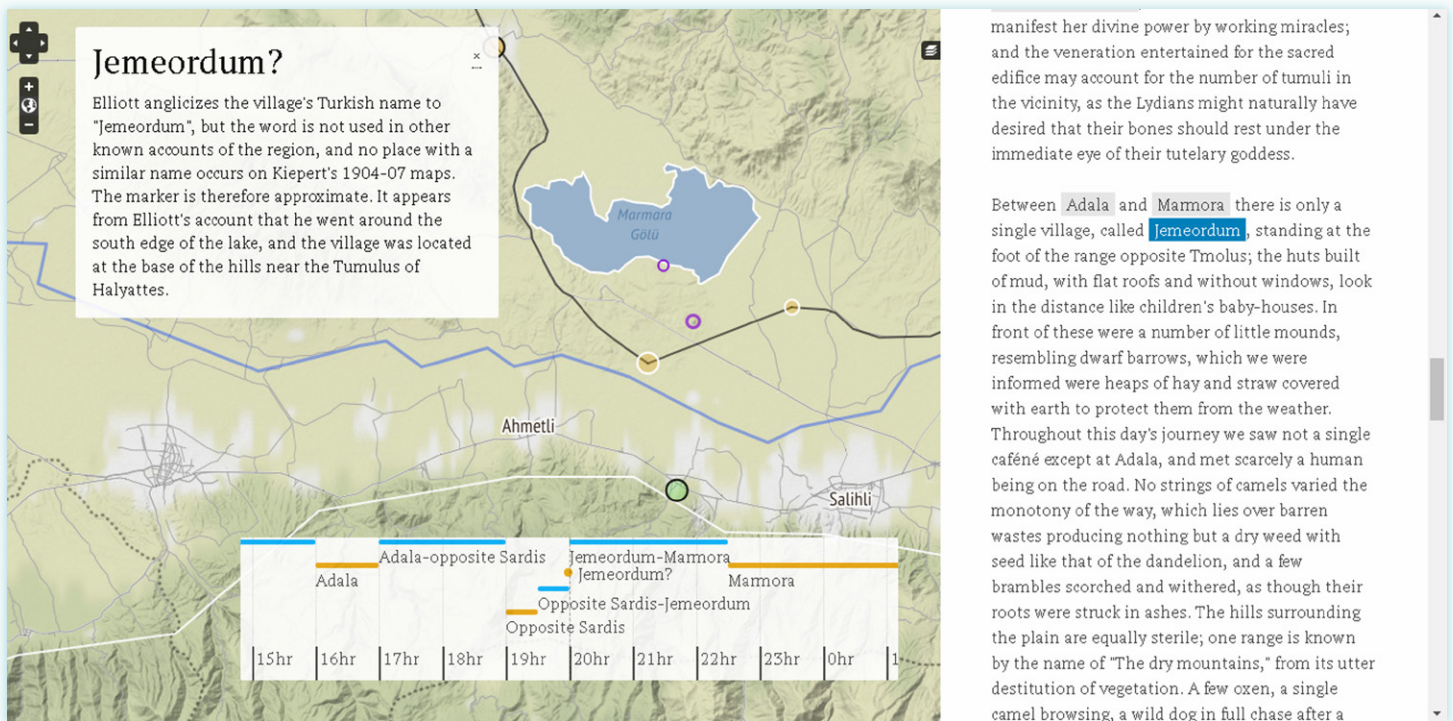 Jemeordum?
×
Elliott anglicizes the village's Turkish name to
"Jemeordum", but the word is not used in other
known accounts of the region, and no place with a
similar name occurs on Kiepert's 1904-07 maps.
The marker is therefore approximate. It appears
from Elliott's account that he went around the
south edge of the lake, and the village was located
at the base of the hills near the Tumulus of
Halyattes.
+
−
Marmara
Gölü
Ahmetli
Salihli
Adala-opposite Sardis
Jemeordum-Marmora
Adala
Jemeordum?
Marmora
Opposite Sardis-Jemeordum
Opposite Sardis
15hr
16hr
17hr
18hr
19hr
20hr
21hr
22hr
23hr
0hr
1
manifest her divine power by working miracles;
and the veneration entertained for the sacred
edifice may account for the number of tumuli in
the vicinity, as the Lydians might naturally have
desired that their bones should rest under the
immediate eye of their tutelary goddess.
Between Adala and Marmora there is only a
single village, called Jemeordum, standing at the
foot of the range opposite Tmolus; the huts built
of mud, with flat roofs and without windows, look
in the distance like children's baby-houses. In
front of these were a number of little mounds,
resembling dwarf barrows, which we were
informed were heaps of hay and straw covered
with earth to protect them from the weather.
Throughout this day's journey we saw not a single
caféné except at Adala, and met scarcely a human
being on the road. No strings of camels varied the
monotony of the way, which lies over barren
wastes producing nothing but a dry weed with
seed like that of the dandelion, and a few
brambles scorched and withered, as though their
roots were struck in ashes. The hills surrounding
the plain are equally sterile; one range is known
by the name of "The dry mountains," from its utter
destitution of vegetation. A few oxen, a single
camel browsing, a wild dog in full chase after a